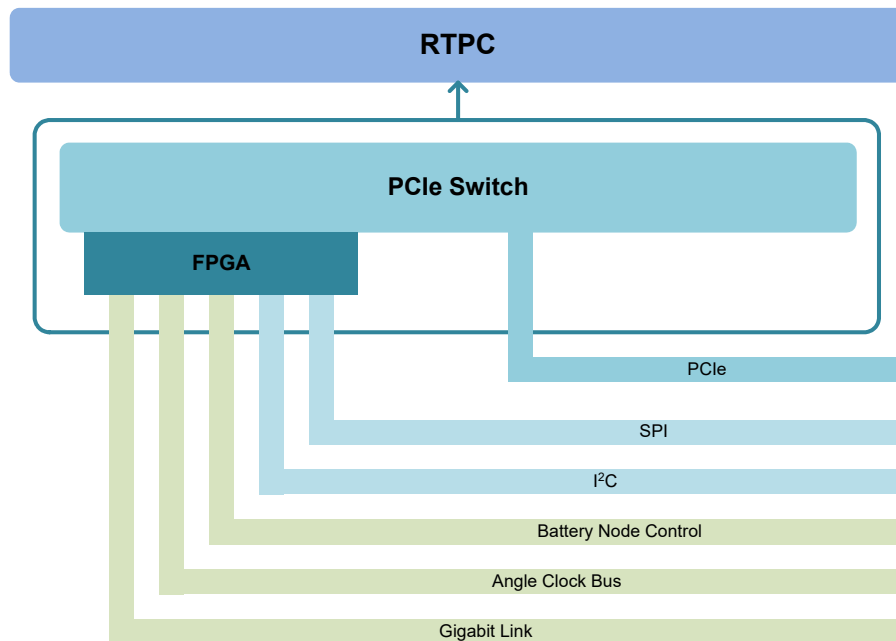 RTPC
PCIe Switch
FPGA
PCIe
SPI
I²C
Battery Node Control
Angle Clock Bus
Gigabit Link